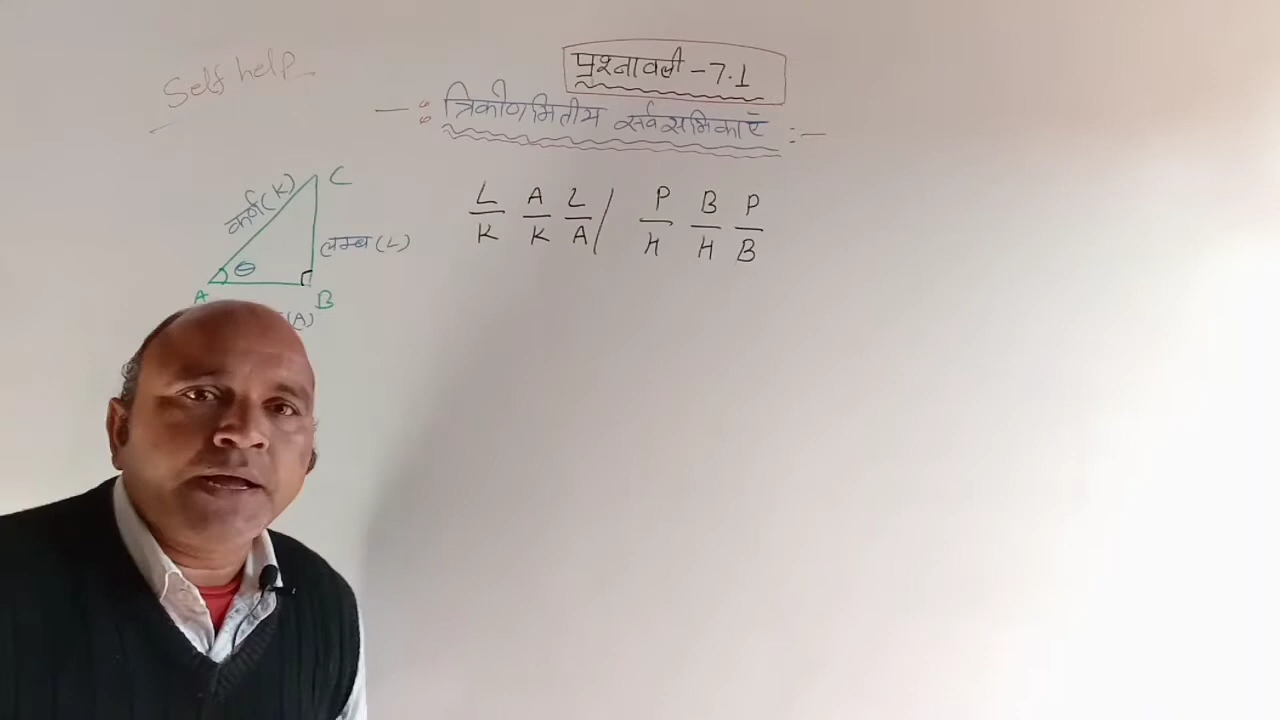 Self help
प्रश्नावली - 7.1
-: त्रिकोणमितीय सर्वसमिकाएँ :-
कर्ण (K)
C
लम्ब (L)
θ
A
B
(A)
L/K A/K L/A / P/H B/H P/B